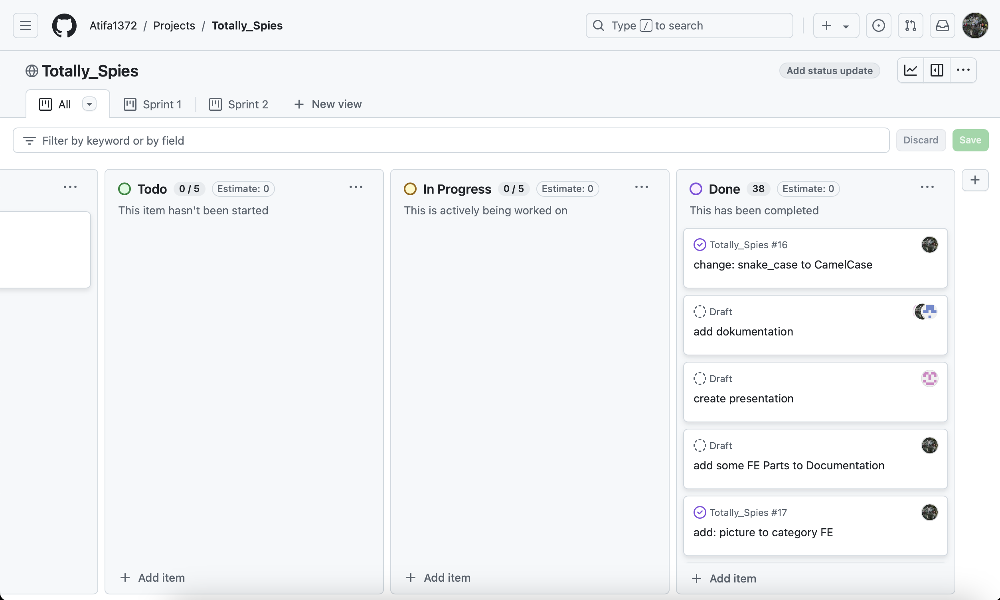 Atifa1372 / Projects / Totally_Spies
Type / to search
Totally_Spies
Add status update
All
Sprint 1
Sprint 2
New view
Filter by keyword or by field
Discard
Save
Todo 0 / 5 Estimate: 0
This item hasn't been started
Add item
In Progress 0 / 5 Estimate: 0
This is actively being worked on
Add item
Done 38 Estimate: 0
This has been completed
Totally_Spies #16
change: snake_case to CamelCase
Draft
add dokumentation
Draft
create presentation
Draft
add some FE Parts to Documentation
Totally_Spies #17
add: picture to category FE
Add item